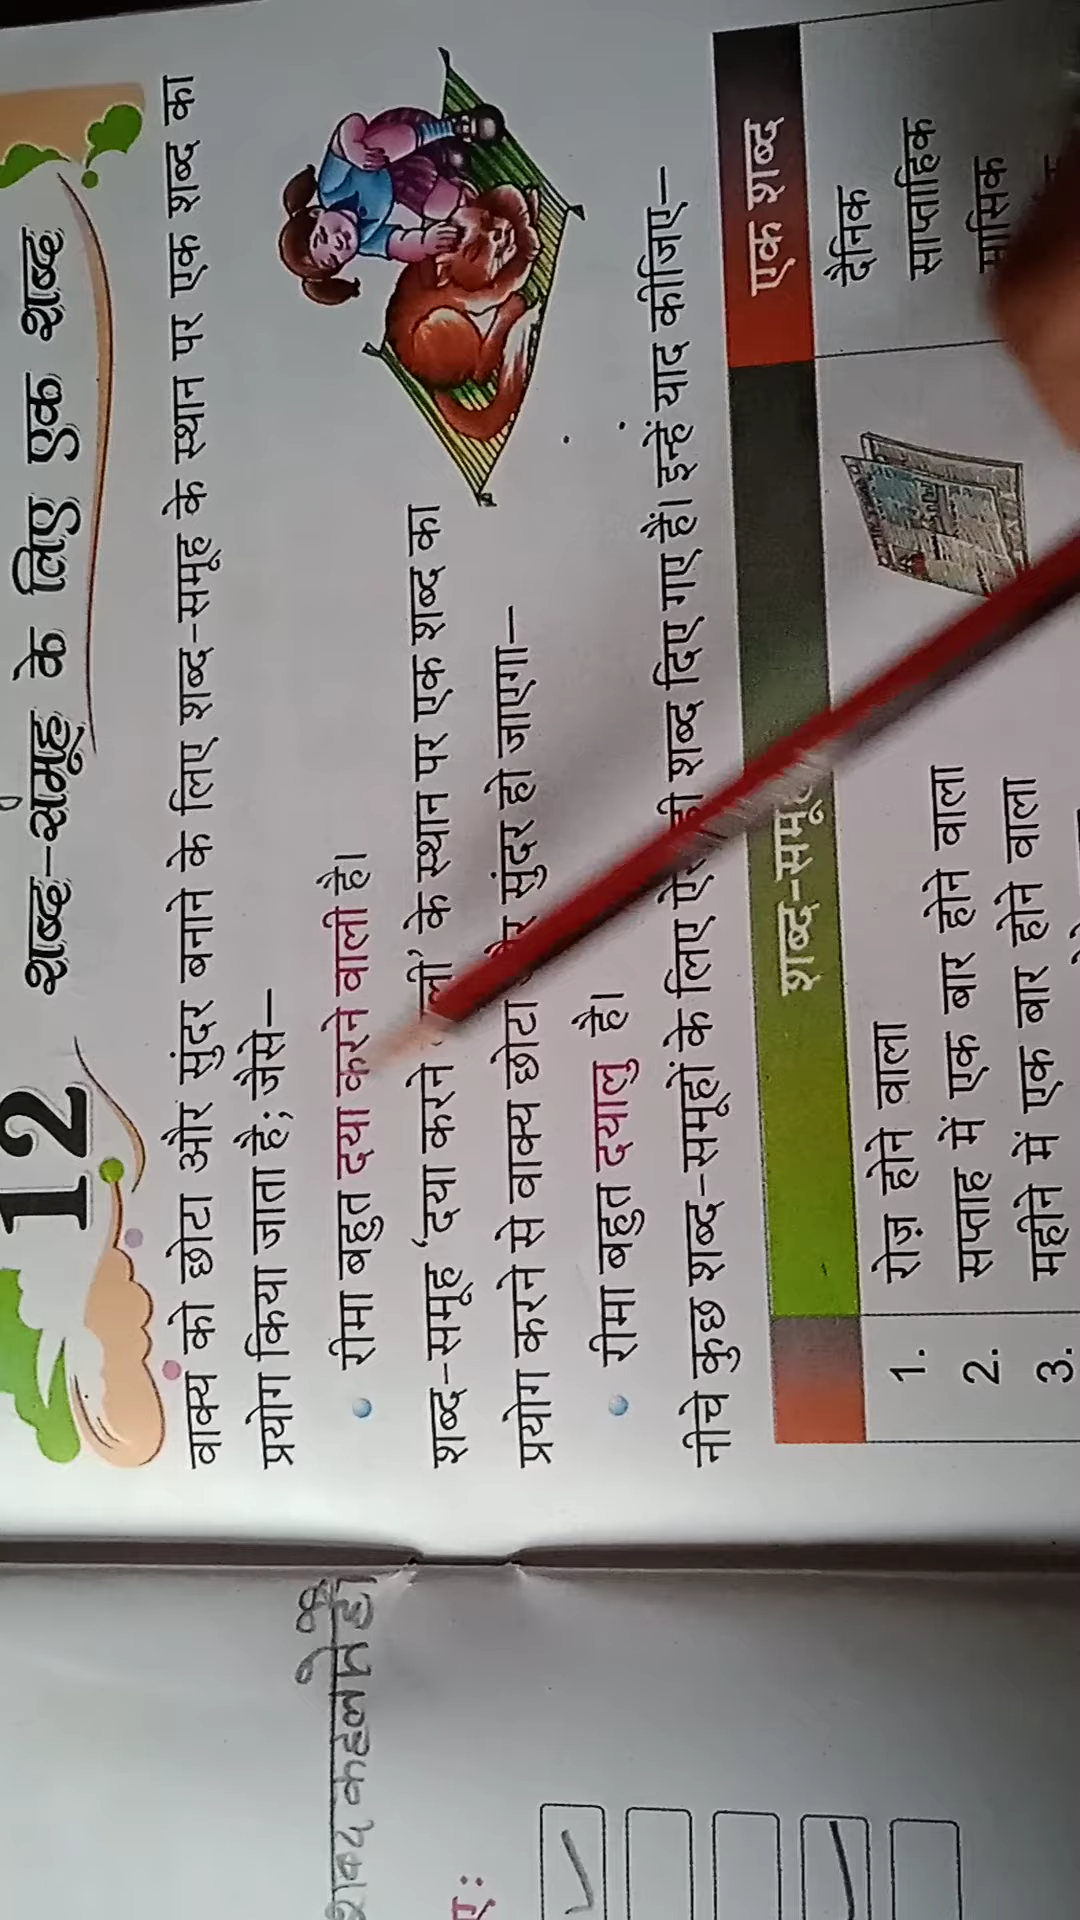 12
शब्द-समूह के लिए एक शब्द
वाक्य को छोटा और सुंदर बनाने के लिए शब्द-समूह के स्थान पर एक शब्द का
प्रयोग किया जाता है; जैसे–
• रीमा बहुत दया करने वाली है।
शब्द-समूह 'दया करने के स्थान पर एक शब्द का
प्रयोग करने से वाक्य छोटा सुंदर हो जाएगा–
• रीमा बहुत दयालु है।
नीचे कुछ शब्द-समूहों के लिए शब्द दिए गए हैं। इन्हें याद कीजिए–
शब्द-समूह एक शब्द
1. रोज़ होने वाला दैनिक
2. सप्ताह में एक बार होने वाला साप्ताहिक
3. महीने में एक बार होने वाला मासिक
शब्द कहलाते हैं।